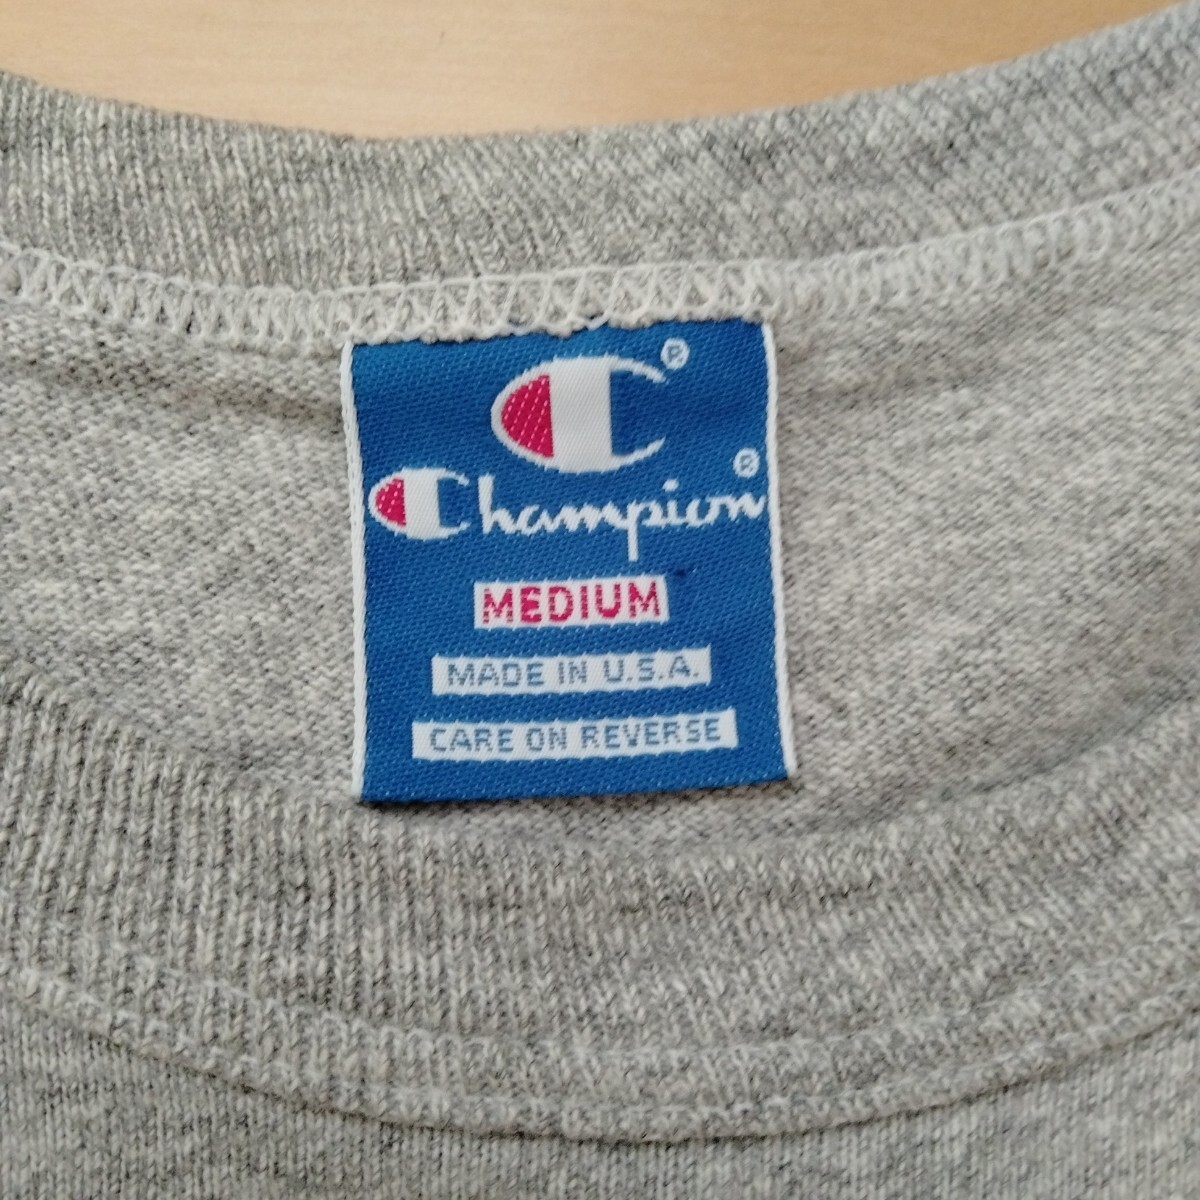 C®
Champion®
MEDIUM
MADE IN U.S.A.
CARE ON REVERSE